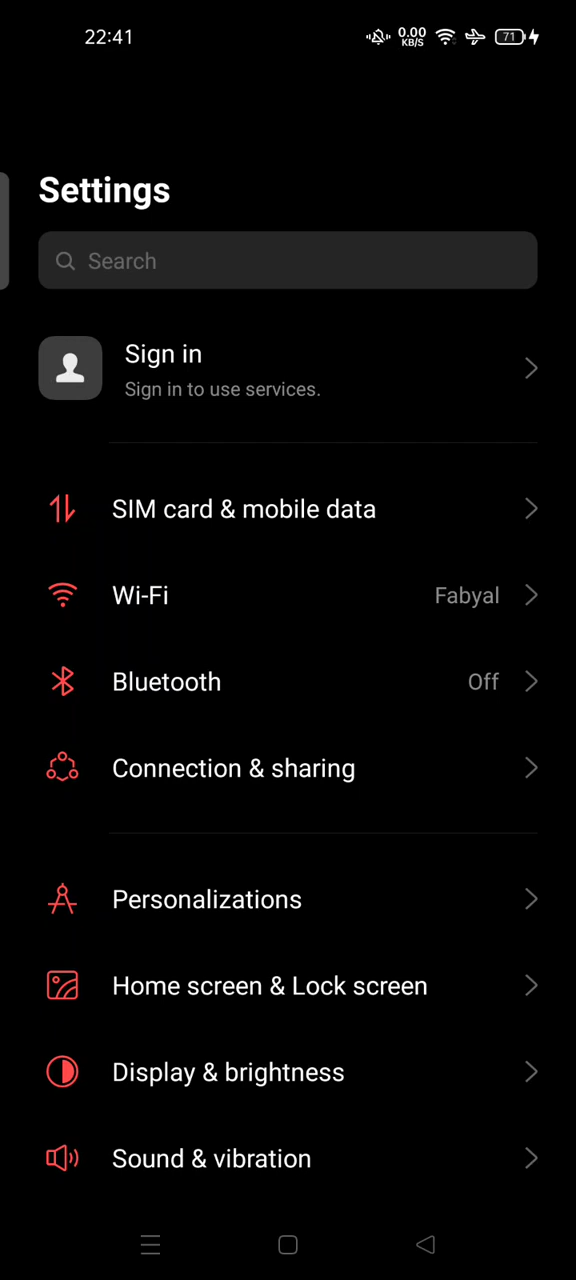 22:41
0.00
KB/S
71
Settings
Search
Sign in
Sign in to use services.
SIM card & mobile data
Wi-Fi
Fabyal
Bluetooth
Off
Connection & sharing
Personalizations
Home screen & Lock screen
Display & brightness
Sound & vibration